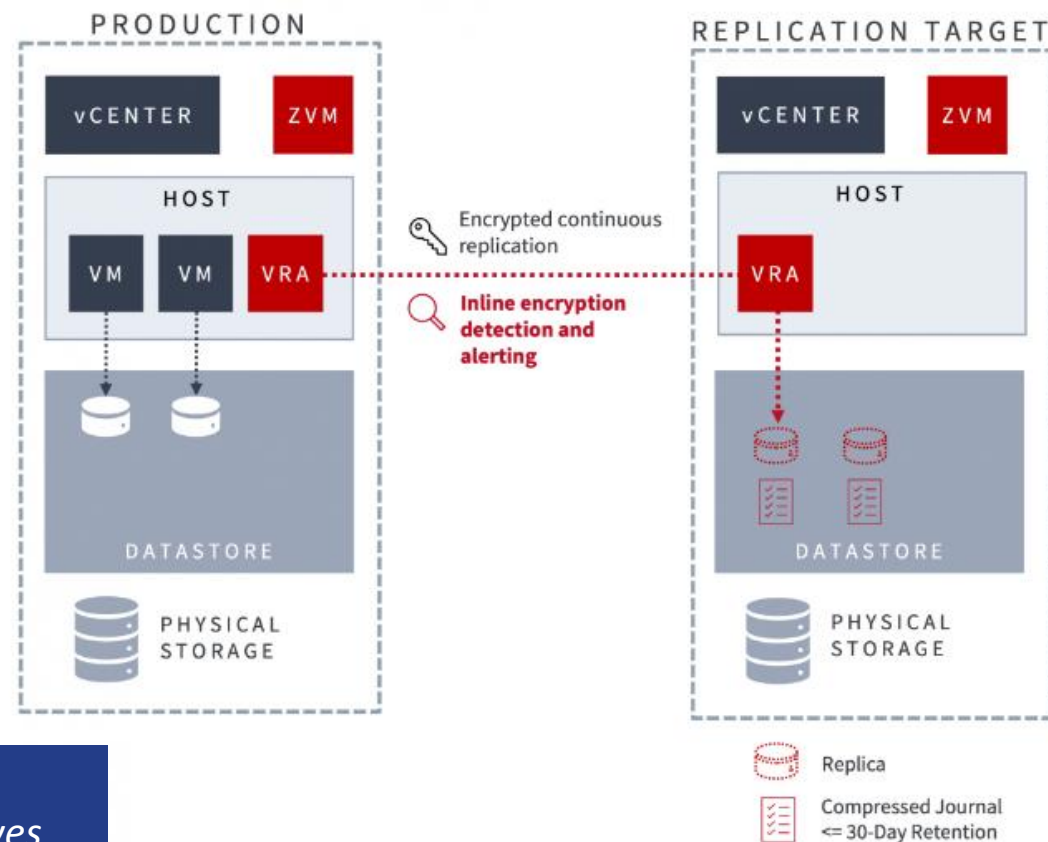 PRODUCTION
vCENTER
ZVM
HOST
VM
VM
VRA
DATASTORE
PHYSICAL
STORAGE
Encrypted continuous
replication
Inline encryption
detection and
alerting
REPLICATION TARGET
vCENTER
ZVM
HOST
VRA
DATASTORE
PHYSICAL
STORAGE
Replica
Compressed Journal
<= 30-Day Retention